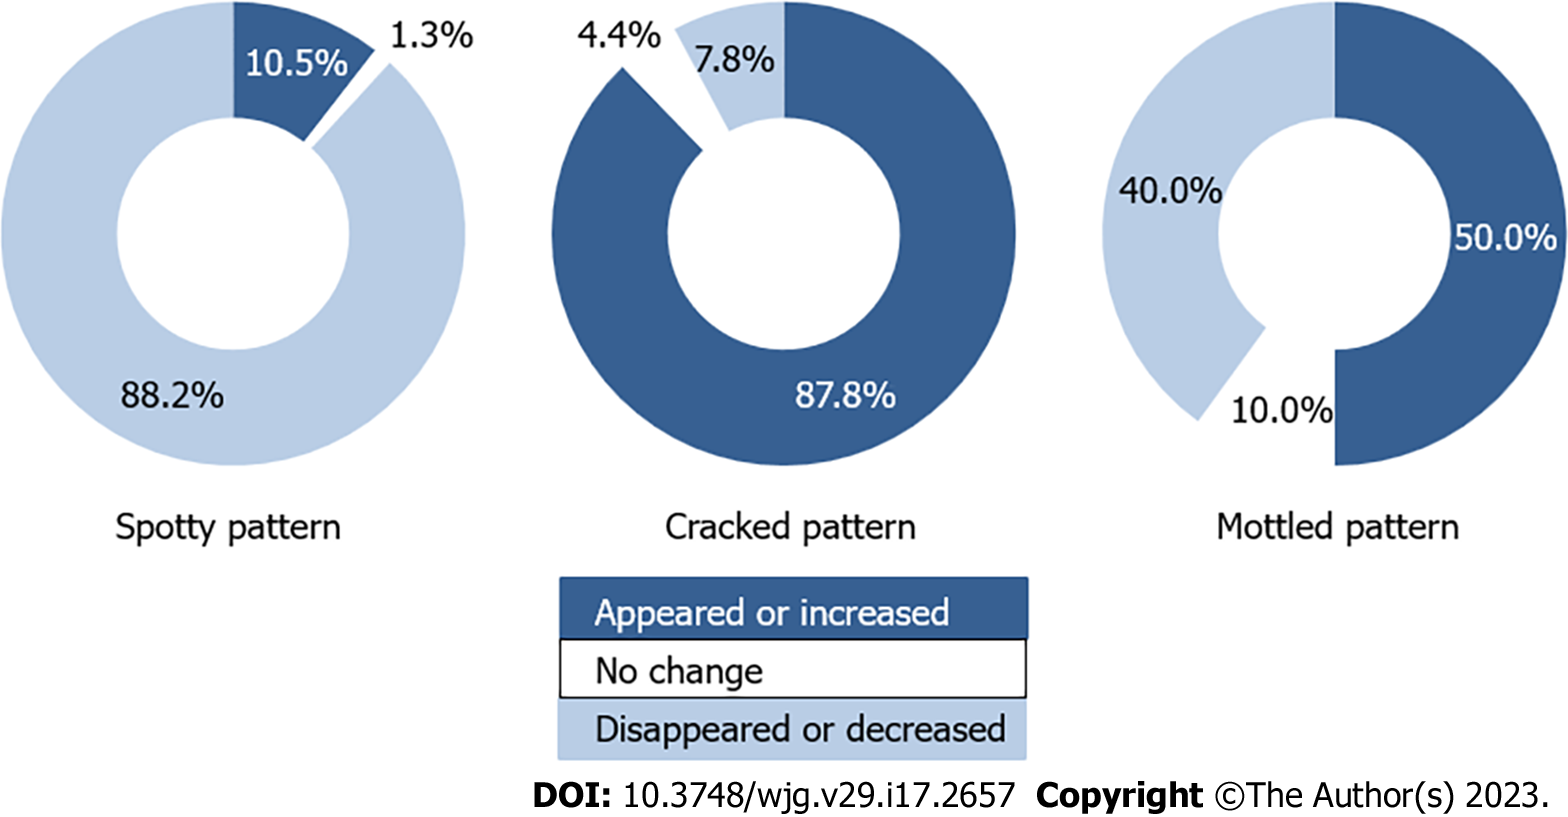 10.5%
1.3%
88.2%
Spotty pattern
4.4%
7.8%
87.8%
Cracked pattern
40.0%
50.0%
10.0%
Mottled pattern
Appeared or increased
No change
Disappeared or decreased
DOI: 10.3748/wjg.v29.i17.2657 Copyright ©The Author(s) 2023.